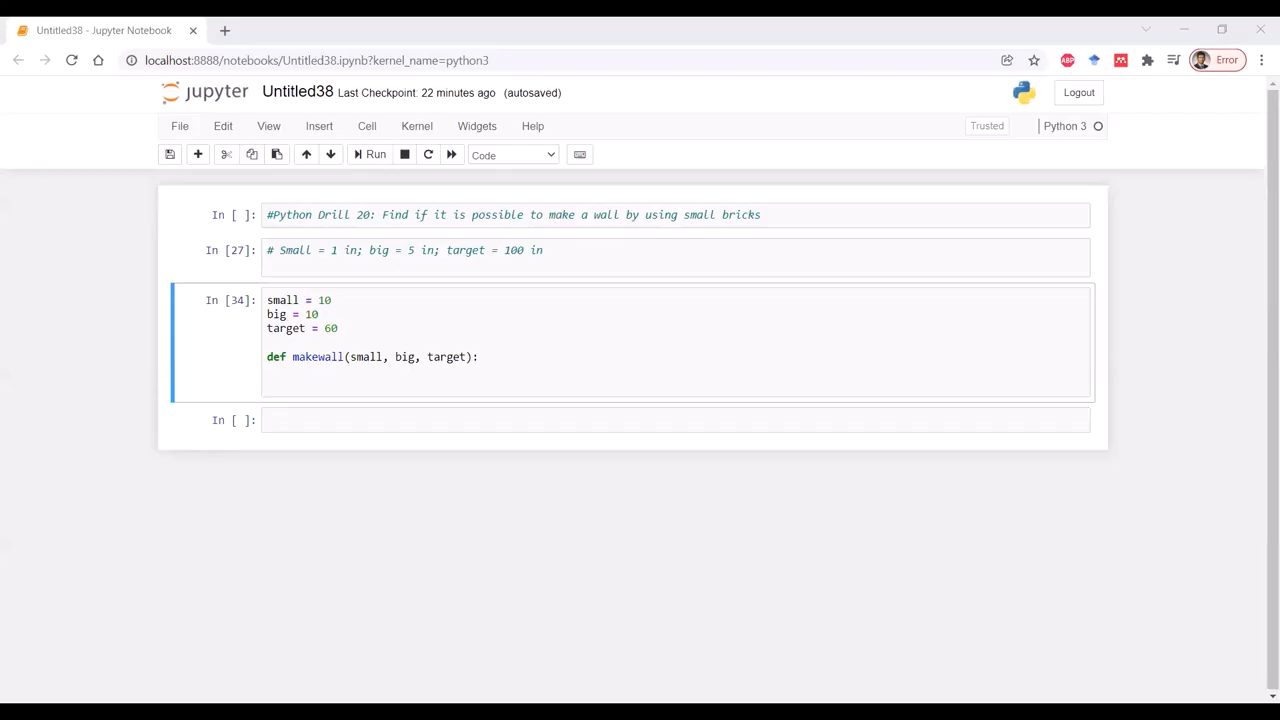 Untitled38 - Jupyter Notebook
localhost:8888/notebooks/Untitled38.ipynb?kernel_name=python3
ABP
Error
jupyter Untitled38 Last Checkpoint: 22 minutes ago (autosaved)
Logout
File Edit View Insert Cell Kernel Widgets Help
Trusted
Python 3
Run
Code
In [ ]: #Python Drill 20: Find if it is possible to make a wall by using small bricks
In [27]: # Small = 1 in; big = 5 in; target = 100 in
In [34]: small = 10
big = 10
target = 60
def makewall(small, big, target):
In [ ]: